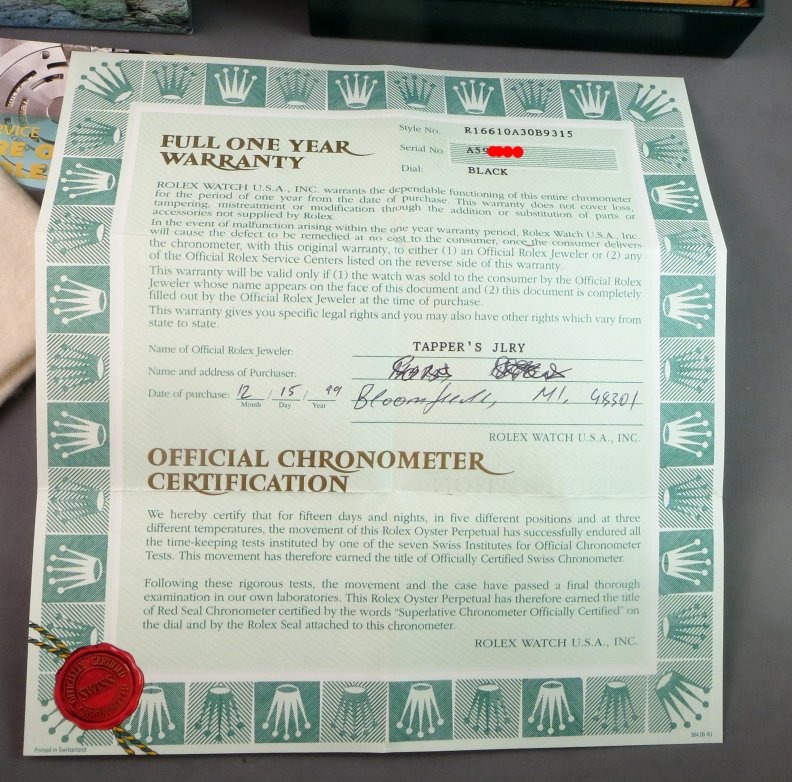 RVICE
FULL ONE YEAR
WARRANTY
Style No. R16610A30B9315
Serial No. A59
Dial: BLACK
ROLEX WATCH U.S.A., INC. warrants the dependable functioning of this entire chronometer
for the period of one year from the date of purchase. This warranty does not cover loss,
tampering, mistreatment or modification through the addition or substitution of parts or
accessories not supplied by Rolex.
In the event of malfunction arising within the one year warranty period, Rolex Watch U.S.A., Inc.
will cause the defect to be remedied at no cost to the consumer, once the consumer delivers
the chronometer, with this original warranty, to either (1) an Official Rolex Jeweler or (2) any
of the Official Rolex Service Centers listed on the reverse side of this warranty.
This warranty will be valid only if (1) the watch was sold to the consumer by the Official Rolex
Jeweler whose name appears on the face of this document and (2) this document is completely
filled out by the Official Rolex Jeweler at the time of purchase.
This warranty gives you specific legal rights and you may also have other rights which vary from
state to state.
Name of Official Rolex Jeweler: TAPPER'S JLRY
Name and address of Purchaser:
Date of purchase: 12 / 15 / 99 Bloomfield, MI, 48301
Month Day Year
ROLEX WATCH U.S.A., INC.
OFFICIAL CHRONOMETER
CERTIFICATION
We hereby certify that for fifteen days and nights, in five different positions and at three
different temperatures, the movement of this Rolex Oyster Perpetual has successfully endured all
the time-keeping tests instituted by one of the seven Swiss Institutes for Official Chronometer
Tests. This movement has therefore earned the title of Officially Certified Swiss Chronometer.
Following these rigorous tests, the movement and the case have passed a final thorough
examination in our own laboratories. This Rolex Oyster Perpetual has therefore earned the title
of Red Seal Chronometer certified by the words "Superlative Chronometer Officially Certified" on
the dial and by the Rolex Seal attached to this chronometer.
ROLEX WATCH U.S.A., INC.
OFFICIALLY CERTIFIED
SWISS
CHRONOMETER
Printed in Switzerland